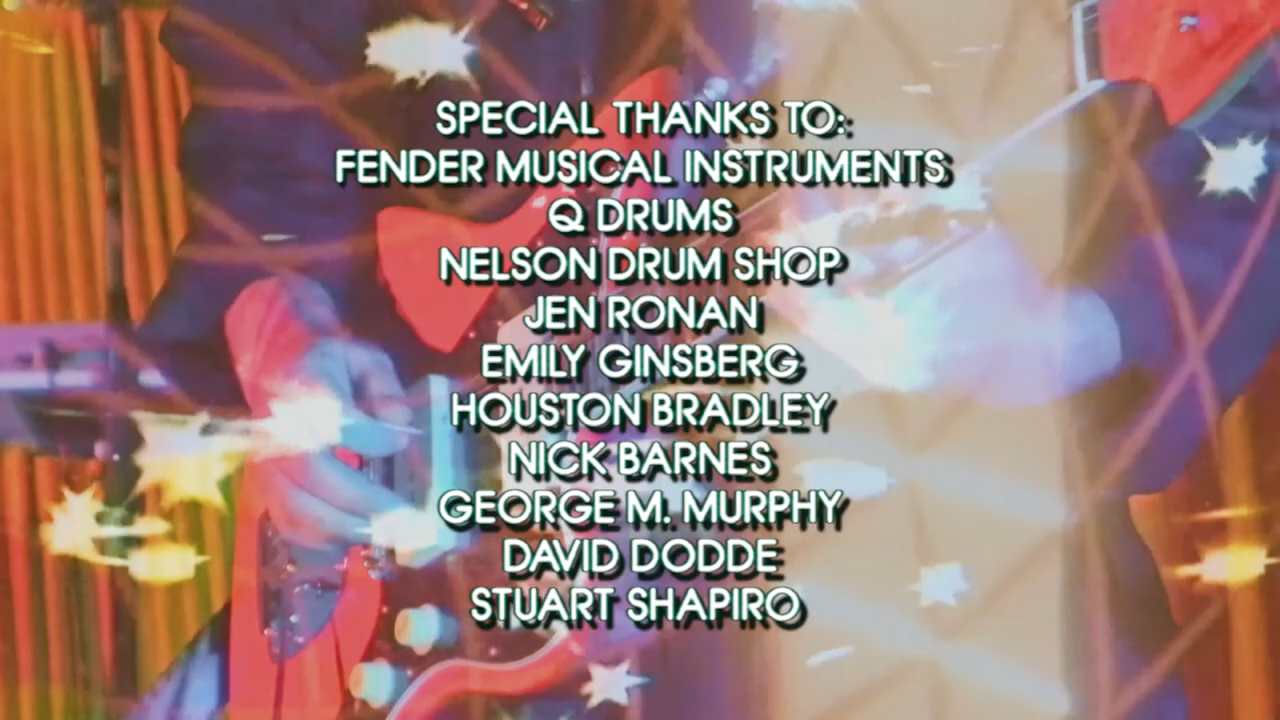 SPECIAL THANKS TO:
FENDER MUSICAL INSTRUMENTS
Q DRUMS
NELSON DRUM SHOP
JEN RONAN
EMILY GINSBERG
HOUSTON BRADLEY
NICK BARNES
GEORGE M. MURPHY
DAVID DODDE
STUART SHAPIRO